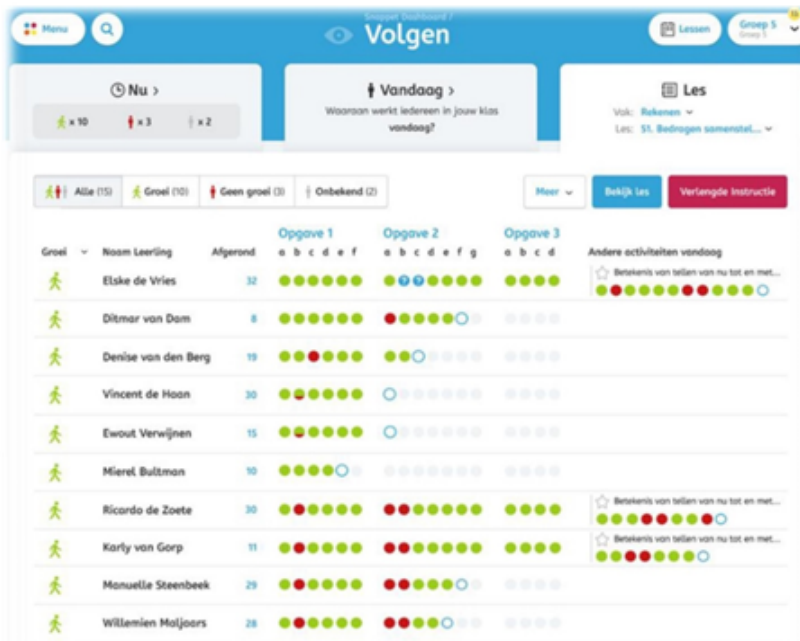 Snappet Dashboard /
Menu
Volgen
Lessen
Groep 5
Groep 5
15
Nu >
x 10 x 3 x 2
Vandaag >
Waaraan werkt iedereen in jouw klas
vandaag?
Les
Vak: Rekenen
Les: 51. Bedragen samenstel...
Alle (15)
Groei (10)
Geen groei (3)
Onbekend (2)
Meer
Bekijk les
Verlengde Instructie
Opgave 1 Opgave 2 Opgave 3
Groei Naam Leerling Afgerond a b c d e f a b c d e f g a b c d Andere activiteiten vandaag
Elske de Vries 32 ? ? Betekenis van tellen van nu tot en met...
Ditmar van Dam 8
Denise van den Berg 19
Vincent de Haan 30
Ewout Verwijnen 15
Mierel Bultman 10
Ricardo de Zoete 30 Betekenis van tellen van nu tot en met...
Karly van Gorp 11 Betekenis van tellen van nu tot en met...
Manuelle Steenbeek 29
Willemien Maljaars 28